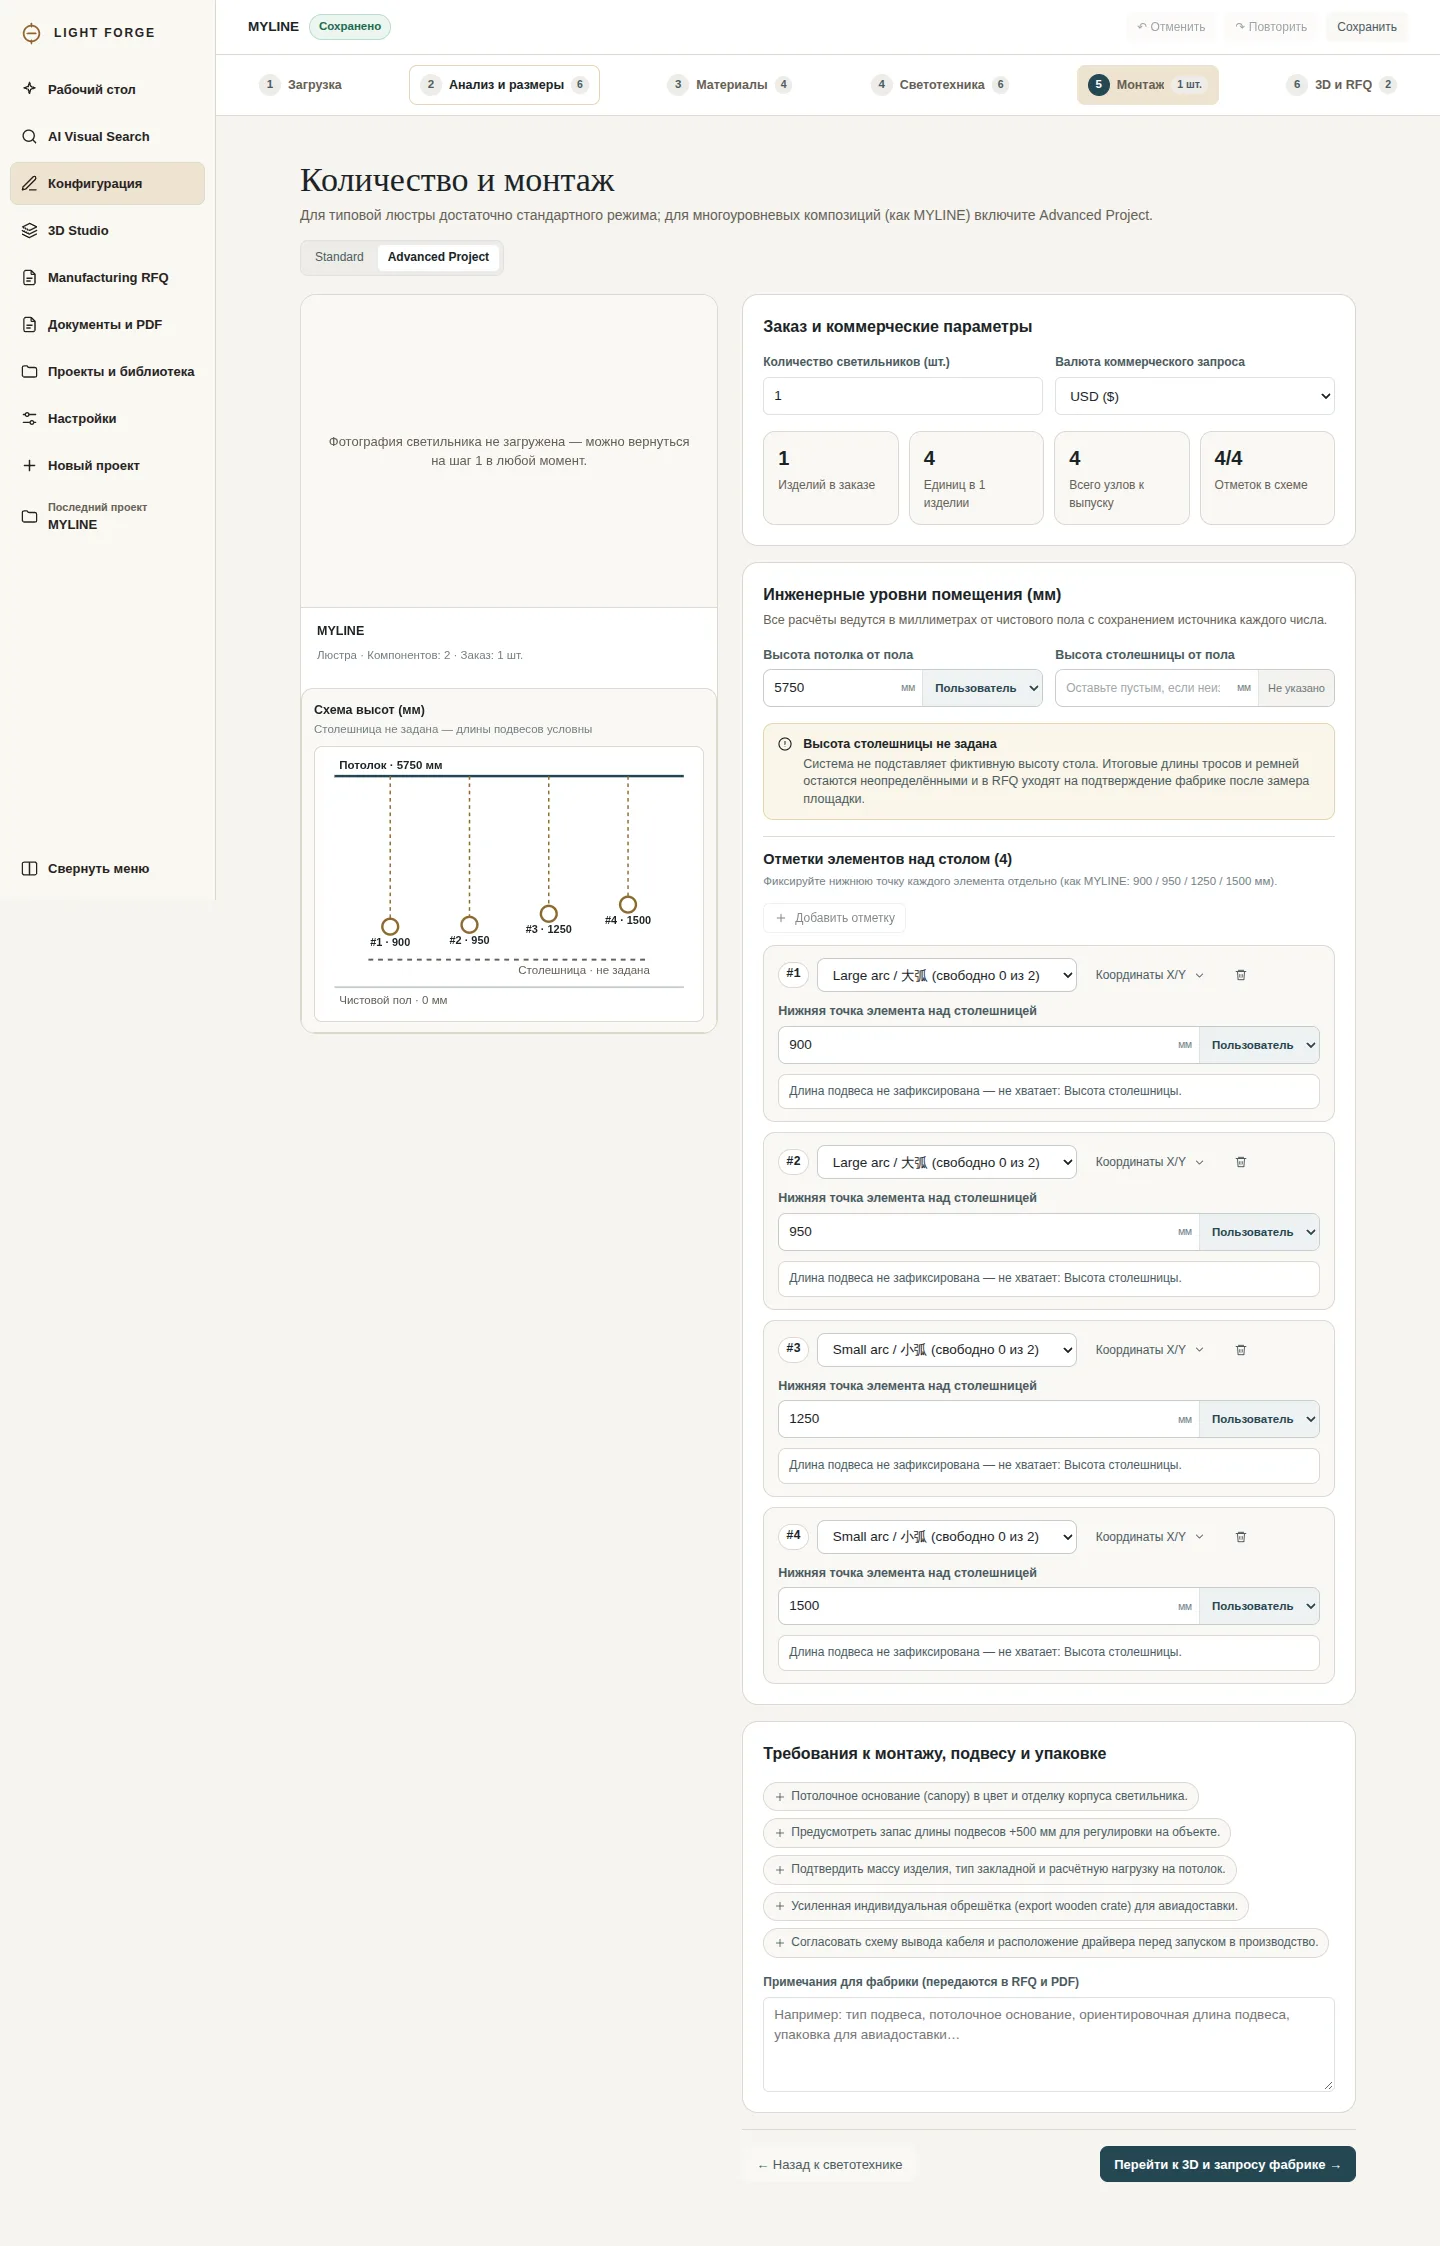 LIGHT FORGE
Рабочий стол
AI Visual Search
Конфигурация
3D Studio
Manufacturing RFQ
Документы и PDF
Проекты и библиотека
Настройки
Новый проект
Последний проект
MYLINE
Свернуть меню
MYLINE Сохранено
↶ Отменить ↷ Повторить Сохранить
1 Загрузка 2 Анализ и размеры 6 3 Материалы 4 4 Светотехника 6 5 Монтаж 1 шт. 6 3D и RFQ 2
Количество и монтаж
Для типовой люстры достаточно стандартного режима; для многоуровневых композиций (как MYLINE) включите Advanced Project.
Standard Advanced Project
Фотография светильника не загружена — можно вернуться
на шаг 1 в любой момент.
MYLINE
Люстра · Компонентов: 2 · Заказ: 1 шт.
Схема высот (мм)
Столешница не задана — длины подвесов условны
Потолок · 5750 мм
#1 · 900
#2 · 950
#3 · 1250
#4 · 1500
Столешница · не задана
Чистовой пол · 0 мм
Заказ и коммерческие параметры
Количество светильников (шт.) Валюта коммерческого запроса
1 USD ($)
1 4 4 4/4
Изделий в заказе Единиц в 1 Всего узлов к Отметок в схеме
изделии выпуску
Инженерные уровни помещения (мм)
Все расчёты ведутся в миллиметрах от чистового пола с сохранением источника каждого числа.
Высота потолка от пола Высота столешницы от пола
5750 мм Пользователь Оставьте пустым, если неи: мм Не указано
Высота столешницы не задана
Система не подставляет фиктивную высоту стола. Итоговые длины тросов и ремней
остаются неопределёнными и в RFQ уходят на подтверждение фабрике после замера
площадки.
Отметки элементов над столом (4)
Фиксируйте нижнюю точку каждого элемента отдельно (как MYLINE: 900 / 950 / 1250 / 1500 мм).
Добавить отметку
#1 Large arc / 大弧 (свободно 0 из 2) Координаты X/Y
Нижняя точка элемента над столешницей
900 мм Пользователь
Длина подвеса не зафиксирована — не хватает: Высота столешницы.
#2 Large arc / 大弧 (свободно 0 из 2) Координаты X/Y
Нижняя точка элемента над столешницей
950 мм Пользователь
Длина подвеса не зафиксирована — не хватает: Высота столешницы.
#3 Small arc / 小弧 (свободно 0 из 2) Координаты X/Y
Нижняя точка элемента над столешницей
1250 мм Пользователь
Длина подвеса не зафиксирована — не хватает: Высота столешницы.
#4 Small arc / 小弧 (свободно 0 из 2) Координаты X/Y
Нижняя точка элемента над столешницей
1500 мм Пользователь
Длина подвеса не зафиксирована — не хватает: Высота столешницы.
Требования к монтажу, подвесу и упаковке
Потолочное основание (canopy) в цвет и отделку корпуса светильника.
Предусмотреть запас длины подвесов +500 мм для регулировки на объекте.
Подтвердить массу изделия, тип закладной и расчётную нагрузку на потолок.
Усиленная индивидуальная обрешётка (export wooden crate) для авиадоставки.
Согласовать схему вывода кабеля и расположение драйвера перед запуском в производство.
Примечания для фабрики (передаются в RFQ и PDF)
Например: тип подвеса, потолочное основание, ориентировочная длина подвеса,
упаковка для авиадоставки…
← Назад к светотехнике Перейти к 3D и запросу фабрике →